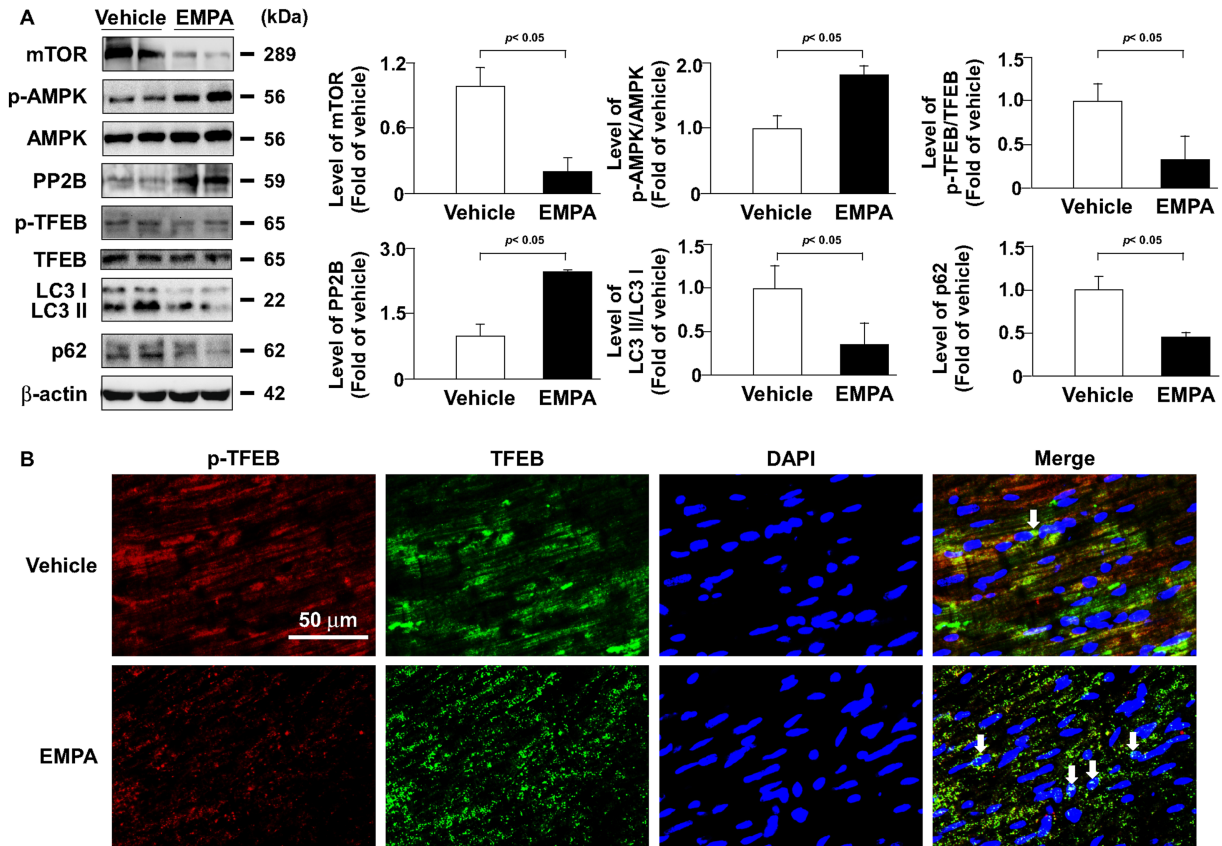 A
Vehicle EMPA (kDa)
mTOR 289
p-AMPK 56
AMPK 56
PP2B 59
p-TFEB 65
TFEB 65
LC3 I
LC3 II 22
p62 62
β-actin 42
p< 0.05
Level of mTOR
(Fold of vehicle)
1.2
0.6
0
Vehicle EMPA
p< 0.05
Level of
p-AMPK/AMPK
(Fold of vehicle)
2.0
1.0
0
Vehicle EMPA
p< 0.05
Level of
p-TFEB/TFEB
(Fold of vehicle)
1.5
1.0
0.5
0
Vehicle EMPA
p< 0.05
Level of PP2B
(Fold of vehicle)
3.0
1.5
0
Vehicle EMPA
p< 0.05
Level of
LC3 II/LC3 I
(Fold of vehicle)
1.5
1.0
0.5
0
Vehicle EMPA
p< 0.05
Level of p62
(Fold of vehicle)
1.5
1.0
0.5
0
Vehicle EMPA
B
p-TFEB TFEB DAPI Merge
Vehicle
50 μm
EMPA